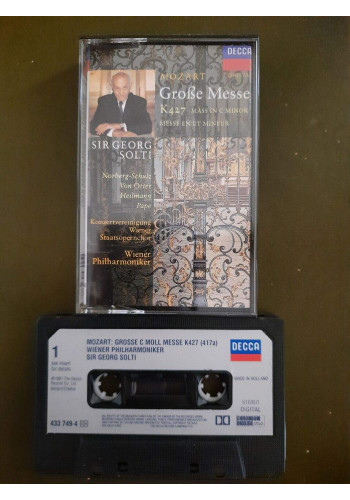 DECCA
MOZART
Große Messe
K427 MASS IN C MINOR
MESSE EN UT MINEUR
SIR GEORG
SOLTI
Norberg-Schulz
Von Otter
Heilmann
Pape
Konzertvereinigung
Wiener
Staatsopernchor
Wiener
Philharmoniker
1
MOZART: GROSSE C MOLL MESSE K427 (417a)
WIENER PHILHARMONIKER
SIR GEORG SOLTI
DECCA
MADE IN HOLLAND
STEREO
DIGITAL
433 749-4